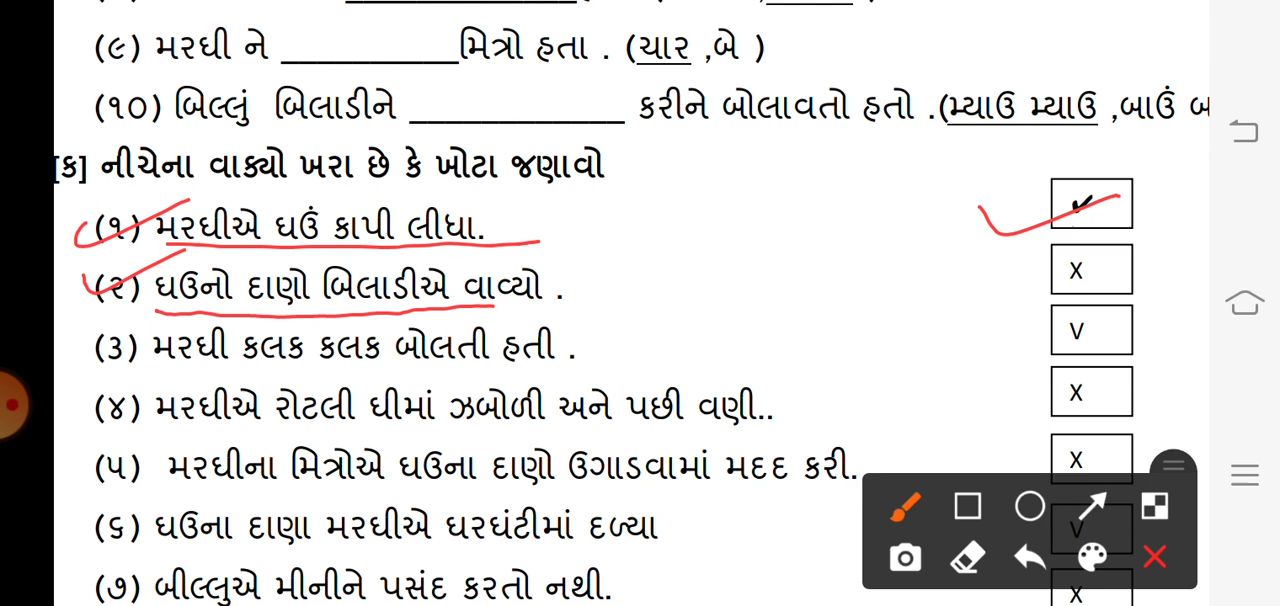 (૯) મરઘી ને ____________મિત્રો હતા . (ચાર ,બે )
(૧૦) બિલ્લું બિલાડીને ______________ કરીને બોલાવતો હતો .(મ્યાઉ મ્યાઉ ,બાઉં બ
[ક] નીચેના વાક્યો ખરા છે કે ખોટા જણાવો
(૧) મરઘીએ ઘઉં કાપી લીધા. ✓
(૨) ઘઉનો દાણો બિલાડીએ વાવ્યો . X
(૩) મરઘી કલક કલક બોલતી હતી . V
(૪) મરઘીએ રોટલી ઘીમાં ઝબોળી અને પછી વણી.. X
(૫) મરઘીના મિત્રોએ ઘઉના દાણો ઉગાડવામાં મદદ કરી. X
(૬) ઘઉના દાણા મરઘીએ ઘરઘંટીમાં દળ્યા V
(૭) બીલ્લુએ મીનીને પસંદ કરતો નથી. X